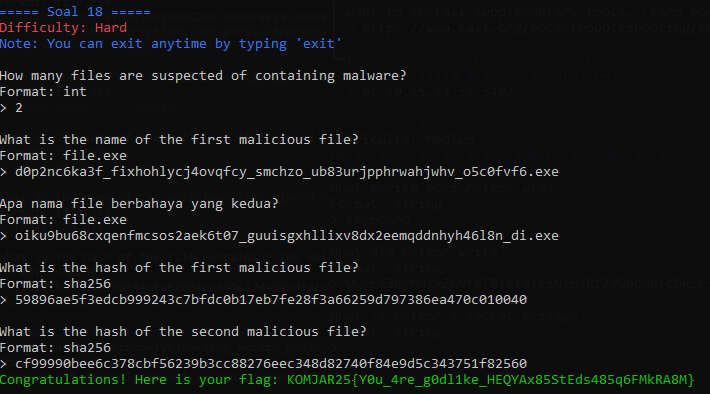 ===== Soal 18 =====
Difficulty: Hard
Note: You can exit anytime by typing 'exit'
How many files are suspected of containing malware?
Format: int
> 2
What is the name of the first malicious file?
Format: file.exe
> d0p2nc6ka3f_fixhohlycj4ovqfcy_smchzo_ub83urjpphrwahjwhv_o5c0fvf6.exe
Apa nama file berbahaya yang kedua?
Format: file.exe
> oiku9bu68cxqenfmcsos2aek6t07_guuisgxhllixv8dx2eemqddnhyh46l8n_di.exe
What is the hash of the first malicious file?
Format: sha256
> 59896ae5f3edcb999243c7bfdc0b17eb7fe28f3a66259d797386ea470c010040
What is the hash of the second malicious file?
Format: sha256
> cf99990bee6c378cbf56239b3cc88276eec348d82740f84e9d5c343751f82560
Congratulations! Here is your flag: KOMJAR25{Y0u_4re_g0dl1ke_HEQYAx85StEds485q6FMkRA8M}